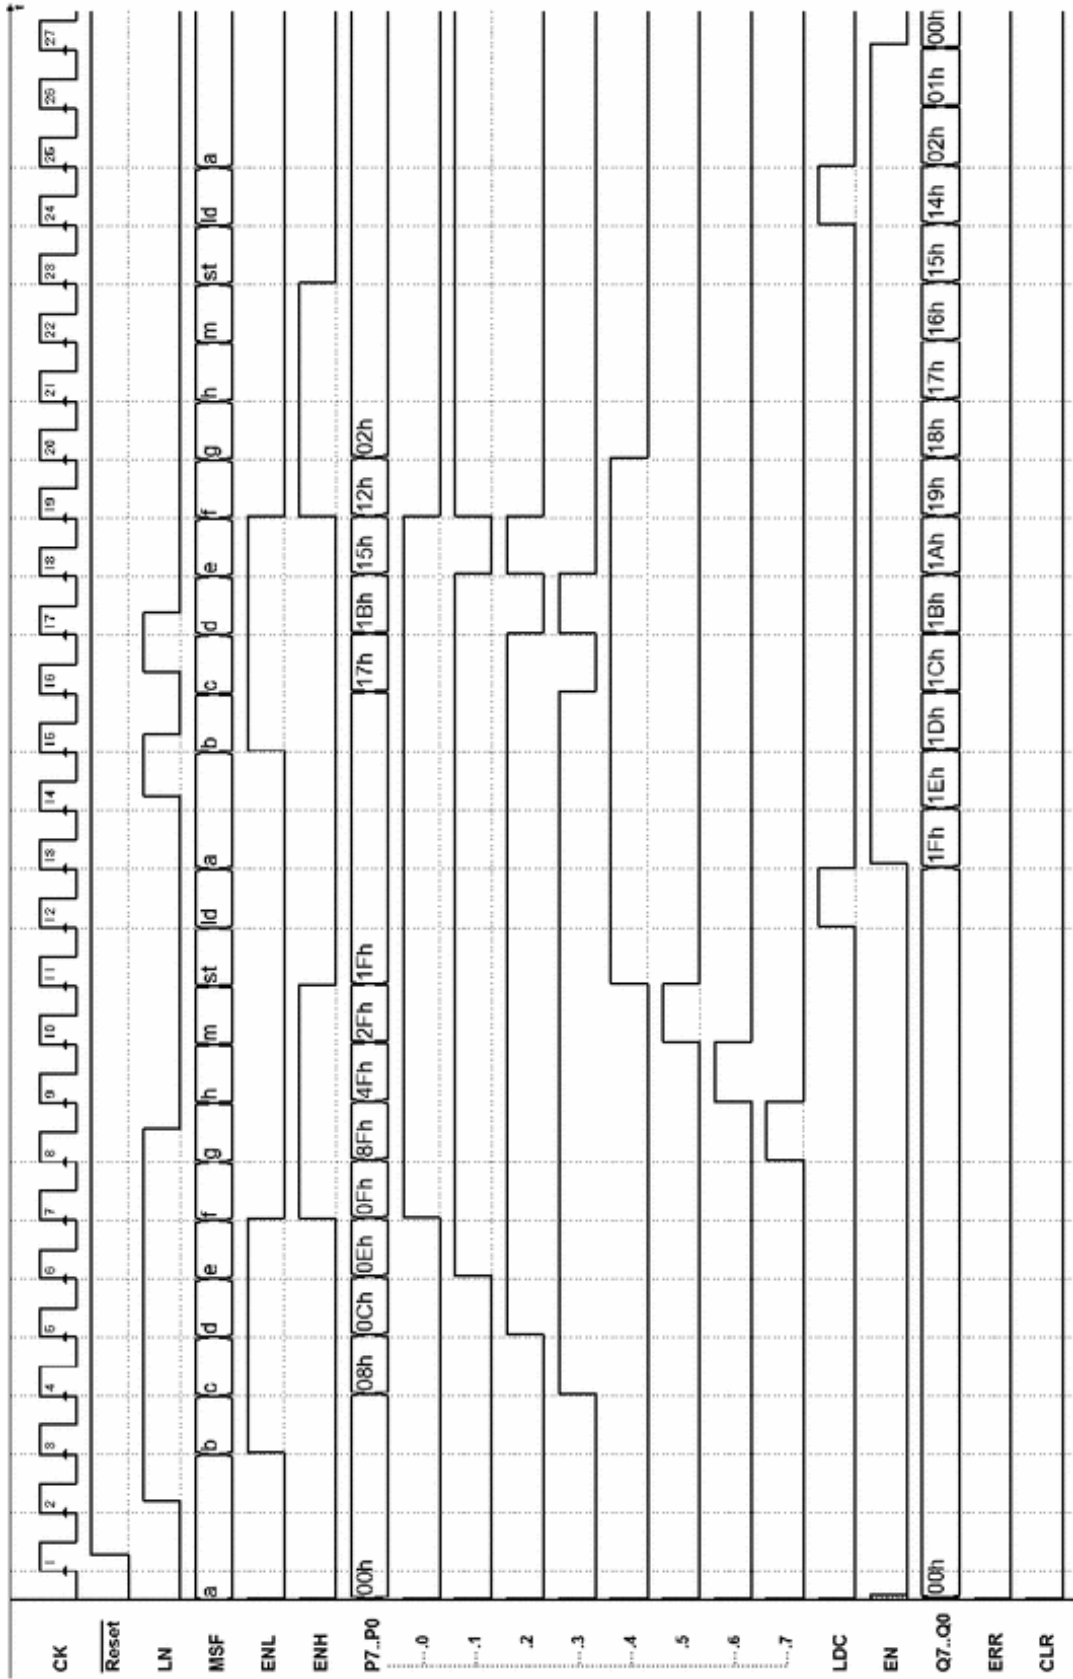 CK 1 2 3 4 5 6 7 8 9 10 11 12 13 14 15 16 17 18 19 20 21 22 23 24 25 26 27 t
Reset
LN
MSF a b c d e f g h m st ld a b c d e f g h m st ld a
ENL
ENH
P7..P0 00h 08h 0Ch 0Eh 0Fh 8Fh 4Fh 2Fh 1Fh 17h 1Bh 15h 12h 02h
.0
.1
.2
.3
.4
.5
.6
.7
LDC
EN
Q7..Q0 00h 1Fh 1Eh 1Dh 1Ch 1Bh 1Ah 19h 18h 17h 16h 15h 14h 02h 01h 00h
ERR
CLR